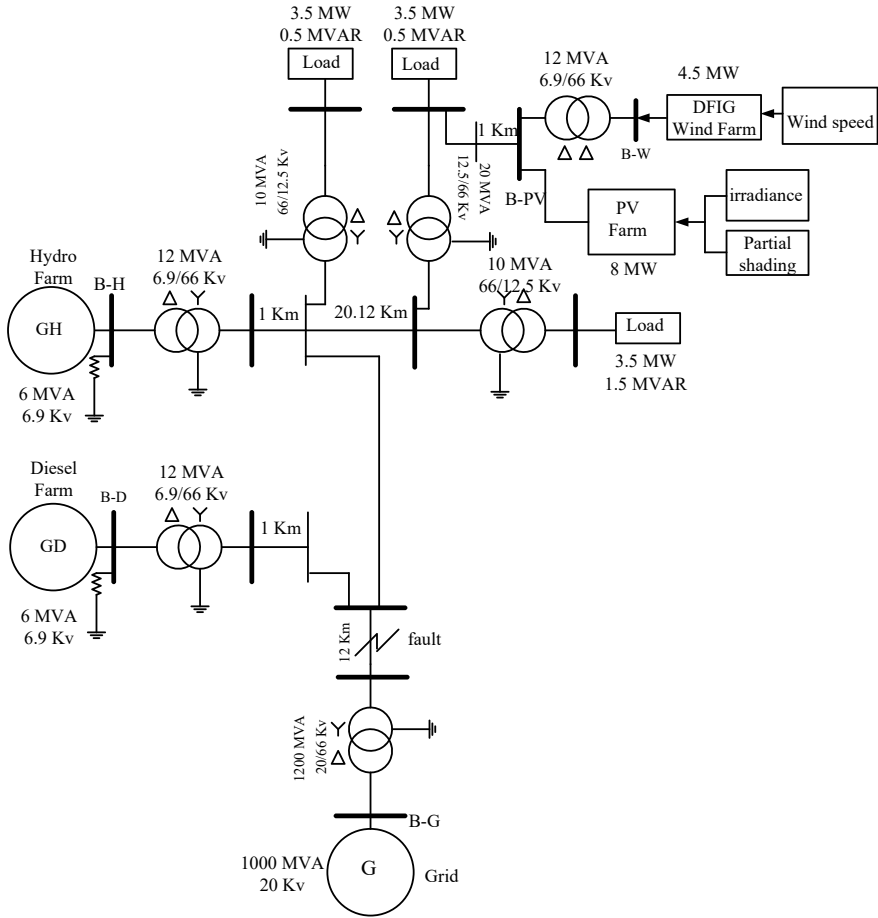 3.5 MW
0.5 MVAR
Load
3.5 MW
0.5 MVAR
Load
12 MVA
6.9/66 Kv
4.5 MW
DFIG
Wind Farm
Wind speed
1 Km
B-W
B-PV
20 MVA
12.5/66 Kv
10 MVA
66/12.5 Kv
PV
Farm
8 MW
irradiance
Partial
shading
Hydro
Farm
B-H
GH
6 MVA
6.9 Kv
12 MVA
6.9/66 Kv
1 Km
20.12 Km
10 MVA
66/12.5 Kv
Load
3.5 MW
1.5 MVAR
Diesel
Farm
B-D
GD
6 MVA
6.9 Kv
12 MVA
6.9/66 Kv
1 Km
12 Km
fault
1200 MVA
20/66 Kv
B-G
1000 MVA
20 Kv
G
Grid